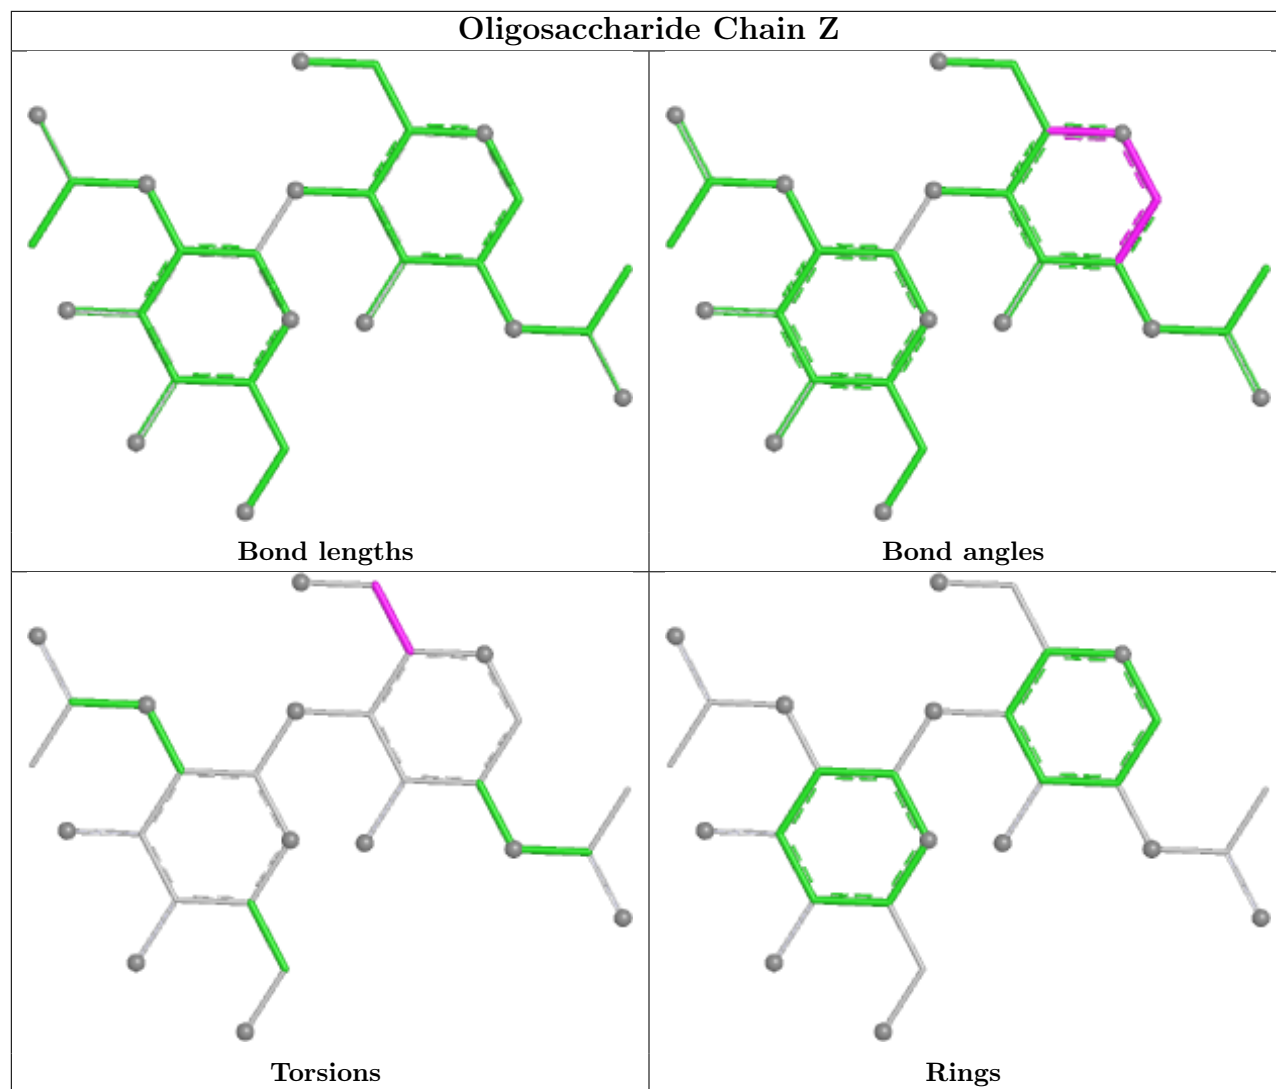 Oligosaccharide Chain Z
Bond lengths
Bond angles
Torsions
Rings